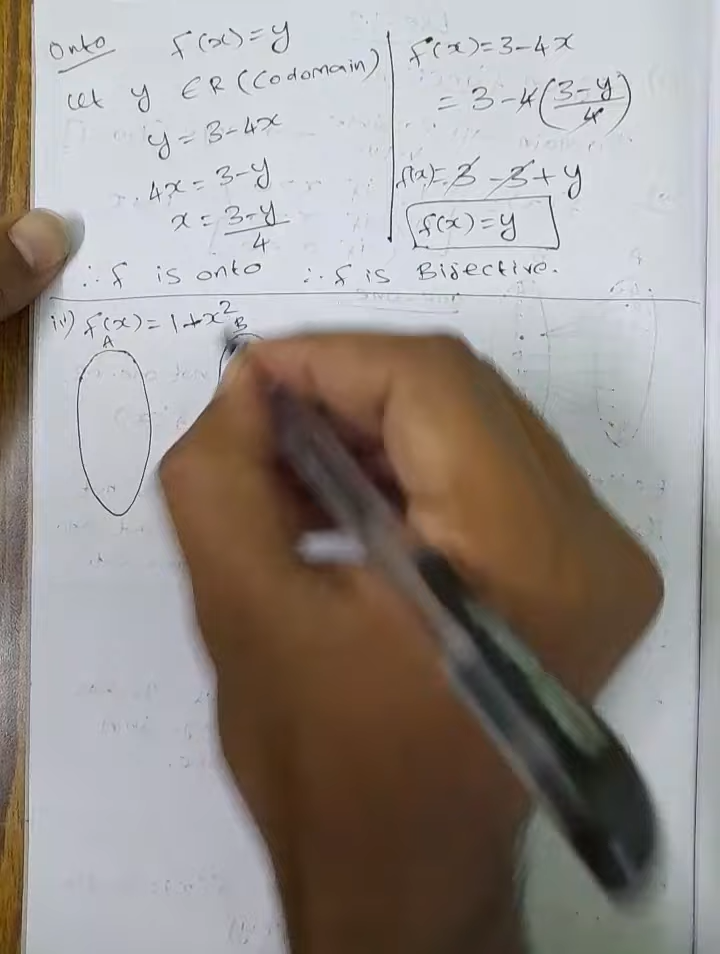 Onto f(x)=y
Let y ∈ R (Codomain)
y = 3-4x
4x = 3-y
x = 3-y/4
f(x)=3-4x
= 3-4(3-y/4)
f(x)=3-3+y
f(x)=y
∴ f is onto ∴ f is Bijective.
ii) f(x)=1+x²
A B